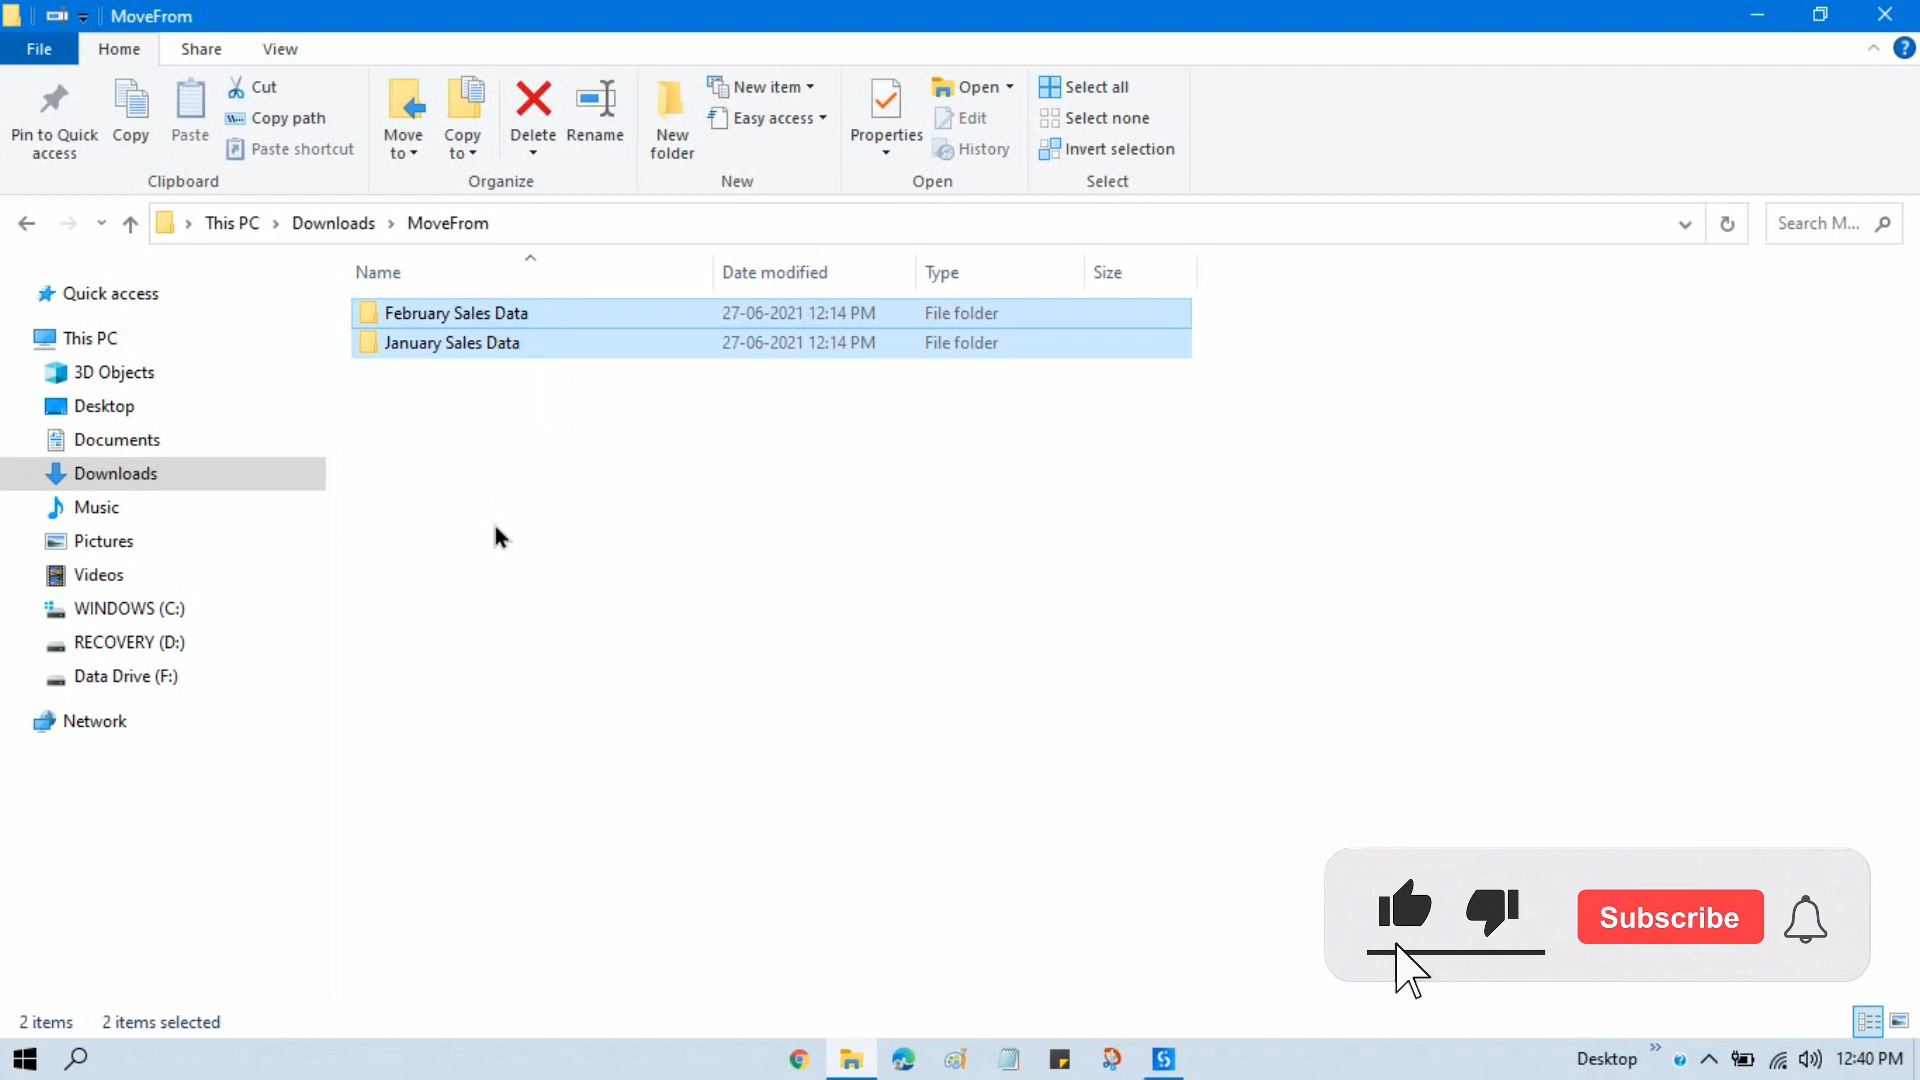 MoveFrom
File
Home
Share
View
Pin to Quick access
Copy
Paste
Cut
Copy path
Paste shortcut
Clipboard
Move to
Copy to
Delete
Rename
Organize
New folder
New item
Easy access
New
Properties
Open
Edit
History
Open
Select all
Select none
Invert selection
Select
This PC
Downloads
MoveFrom
Search M...
Name
Date modified
Type
Size
February Sales Data 27-06-2021 12:14 PM File folder
January Sales Data 27-06-2021 12:14 PM File folder
Quick access
This PC
3D Objects
Desktop
Documents
Downloads
Music
Pictures
Videos
WINDOWS (C:)
RECOVERY (D:)
Data Drive (F:)
Network
Subscribe
2 items 2 items selected
Desktop
12:40 PM